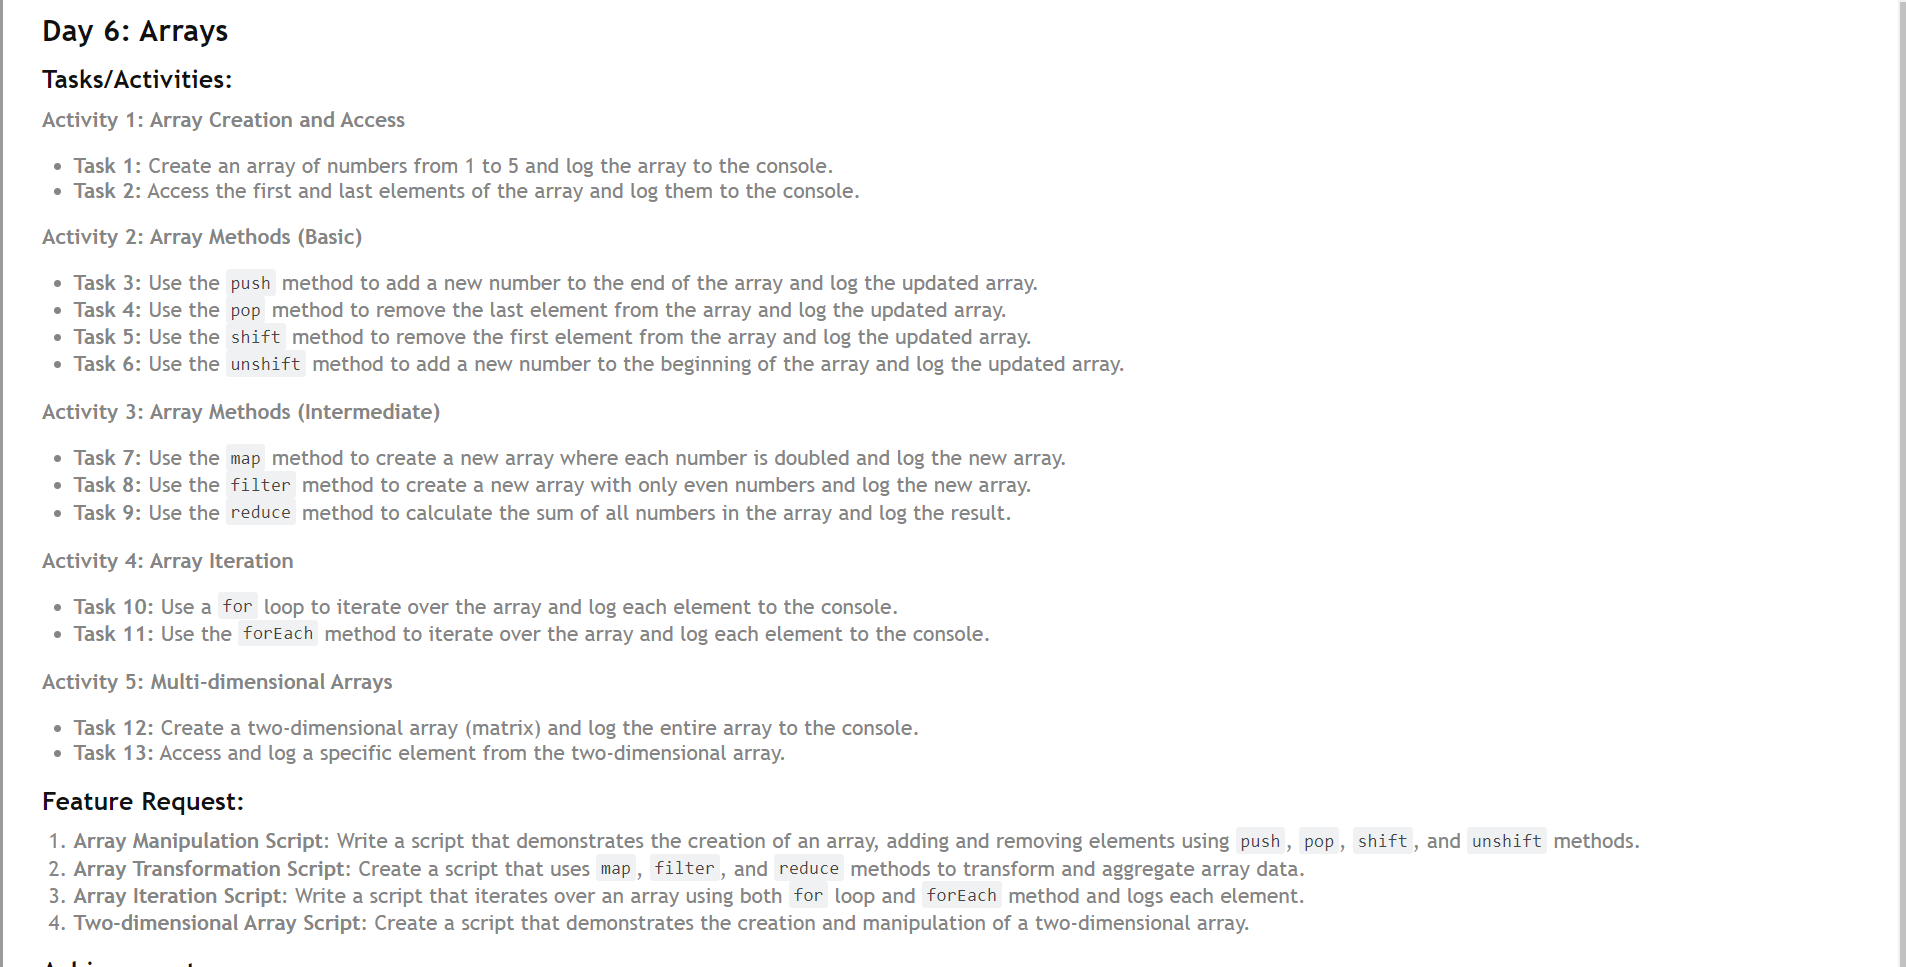 Day 6: Arrays
Tasks/Activities:
Activity 1: Array Creation and Access
• Task 1: Create an array of numbers from 1 to 5 and log the array to the console.
• Task 2: Access the first and last elements of the array and log them to the console.
Activity 2: Array Methods (Basic)
• Task 3: Use the push method to add a new number to the end of the array and log the updated array.
• Task 4: Use the pop method to remove the last element from the array and log the updated array.
• Task 5: Use the shift method to remove the first element from the array and log the updated array.
• Task 6: Use the unshift method to add a new number to the beginning of the array and log the updated array.
Activity 3: Array Methods (Intermediate)
• Task 7: Use the map method to create a new array where each number is doubled and log the new array.
• Task 8: Use the filter method to create a new array with only even numbers and log the new array.
• Task 9: Use the reduce method to calculate the sum of all numbers in the array and log the result.
Activity 4: Array Iteration
• Task 10: Use a for loop to iterate over the array and log each element to the console.
• Task 11: Use the forEach method to iterate over the array and log each element to the console.
Activity 5: Multi-dimensional Arrays
• Task 12: Create a two-dimensional array (matrix) and log the entire array to the console.
• Task 13: Access and log a specific element from the two-dimensional array.
Feature Request:
1. Array Manipulation Script: Write a script that demonstrates the creation of an array, adding and removing elements using push, pop, shift, and unshift methods.
2. Array Transformation Script: Create a script that uses map, filter, and reduce methods to transform and aggregate array data.
3. Array Iteration Script: Write a script that iterates over an array using both for loop and forEach method and logs each element.
4. Two-dimensional Array Script: Create a script that demonstrates the creation and manipulation of a two-dimensional array.